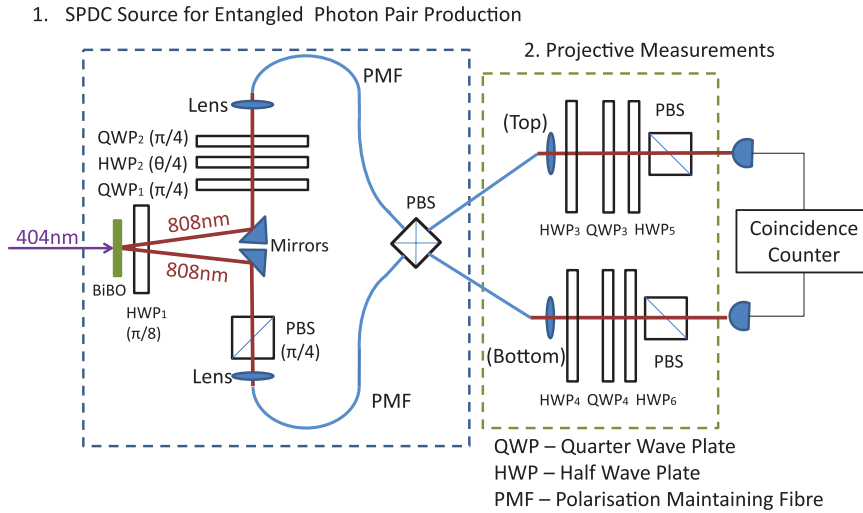 1. SPDC Source for Entangled Photon Pair Production
2. Projective Measurements
PMF
Lens
(Top)
PBS
QWP₂ (π/4)
HWP₂ (θ/4)
QWP₁ (π/4)
PBS
808nm
404nm
Mirrors
808nm
HWP₃ QWP₃ HWP₅
Coincidence
Counter
BiBO
HWP₁
(π/8)
PBS
(π/4)
Lens
(Bottom)
PBS
PMF
HWP₄ QWP₄ HWP₆
QWP – Quarter Wave Plate
HWP – Half Wave Plate
PMF – Polarisation Maintaining Fibre